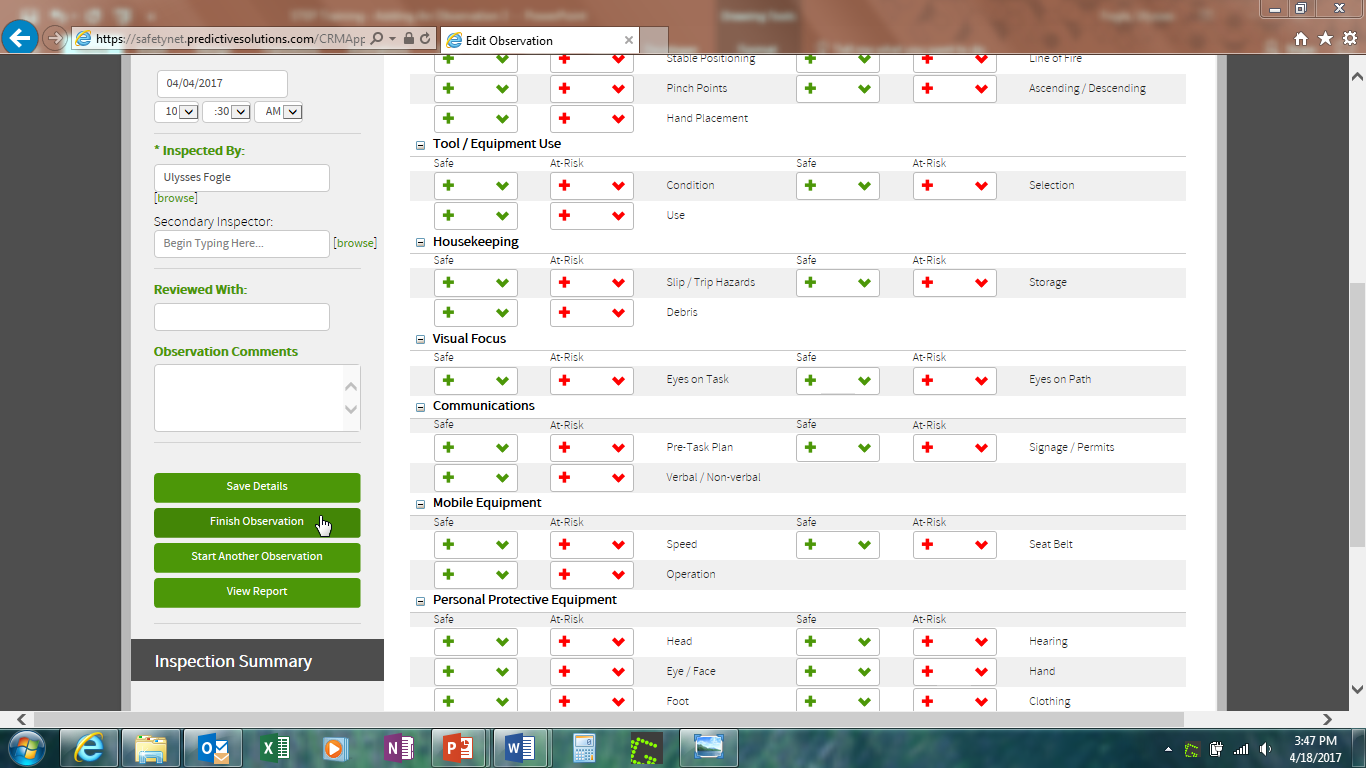 https://safetynet.predictivesolutions.com/CRMApp
Edit Observation
04/04/2017
10 :30 AM
* Inspected By:
Ulysses Fogle
[browse]
Secondary Inspector:
Begin Typing Here... [browse]
Reviewed With:
Observation Comments
Save Details
Finish Observation
Start Another Observation
View Report
Inspection Summary
Stable Positioning Line of Fire
Pinch Points Ascending / Descending
Hand Placement
Tool / Equipment Use
Safe At-Risk Safe At-Risk
Condition Selection
Use
Housekeeping
Safe At-Risk Safe At-Risk
Slip / Trip Hazards Storage
Debris
Visual Focus
Safe At-Risk Safe At-Risk
Eyes on Task Eyes on Path
Communications
Safe At-Risk Safe At-Risk
Pre-Task Plan Signage / Permits
Verbal / Non-verbal
Mobile Equipment
Safe At-Risk Safe At-Risk
Speed Seat Belt
Operation
Personal Protective Equipment
Safe At-Risk Safe At-Risk
Head Hearing
Eye / Face Hand
Foot Clothing
3:47 PM
4/18/2017